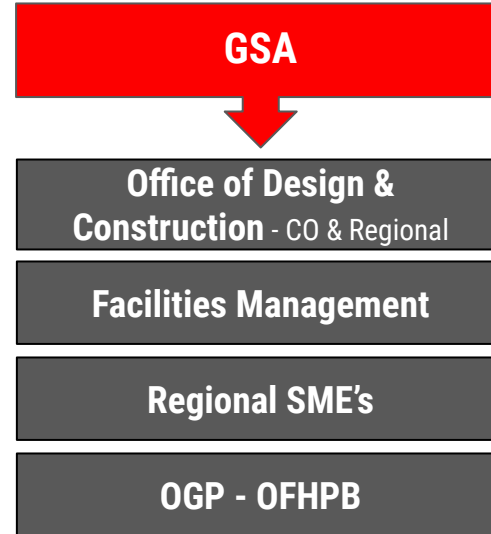 GSA
Office of Design &
Construction - CO & Regional
Facilities Management
Regional SME's
OGP - OFHPB